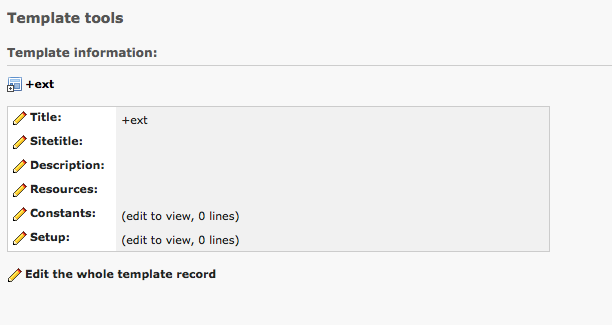 Template tools
Template information:
+ext
Title: +ext
Sitetitle:
Description:
Resources:
Constants: (edit to view, 0 lines)
Setup: (edit to view, 0 lines)
Edit the whole template record